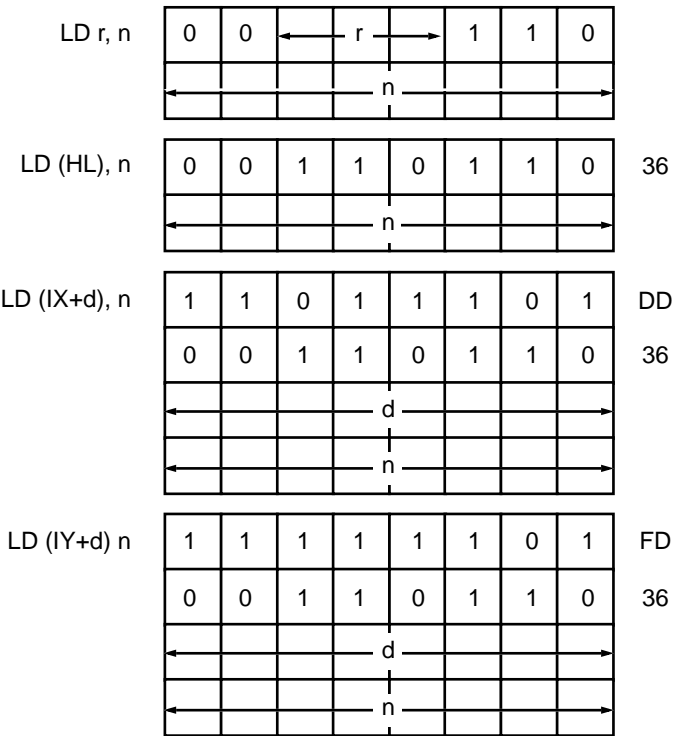 LD r, n 0 0 r 1 1 0
n
LD (HL), n 0 0 1 1 0 1 1 0 36
n
LD (IX+d), n 1 1 0 1 1 1 0 1 DD
0 0 1 1 0 1 1 0 36
d
n
LD (IY+d) n 1 1 1 1 1 1 0 1 FD
0 0 1 1 0 1 1 0 36
d
n